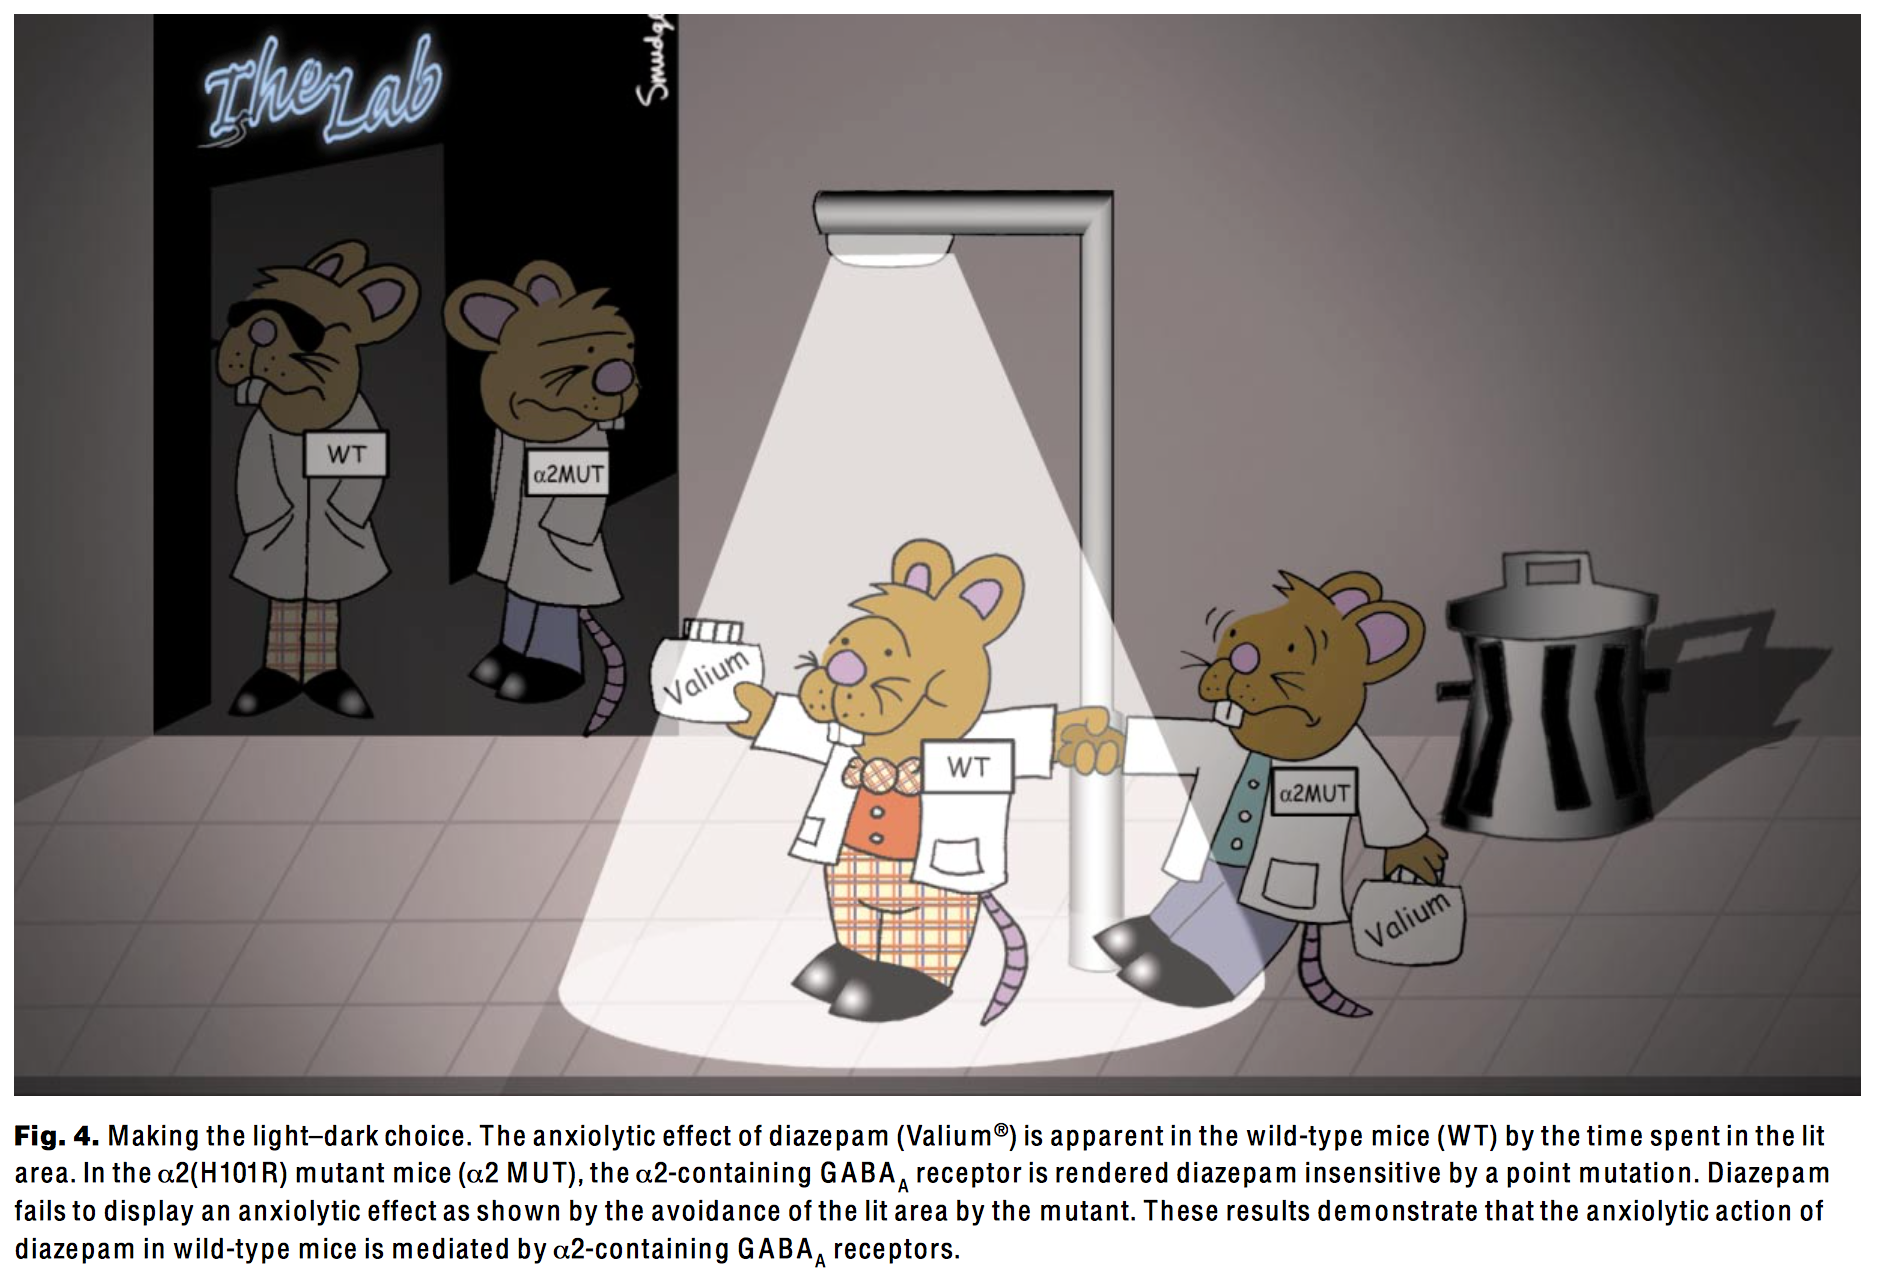 The Lab
Smudge
WT
α2MUT
Valium
WT
α2MUT
Valium
Fig. 4. Making the light–dark choice. The anxiolytic effect of diazepam (Valium®) is apparent in the wild-type mice (WT) by the time spent in the lit
area. In the α2(H101R) mutant mice (α2 MUT), the α2-containing GABAA receptor is rendered diazepam insensitive by a point mutation. Diazepam
fails to display an anxiolytic effect as shown by the avoidance of the lit area by the mutant. These results demonstrate that the anxiolytic action of
diazepam in wild-type mice is mediated by α2-containing GABAA receptors.